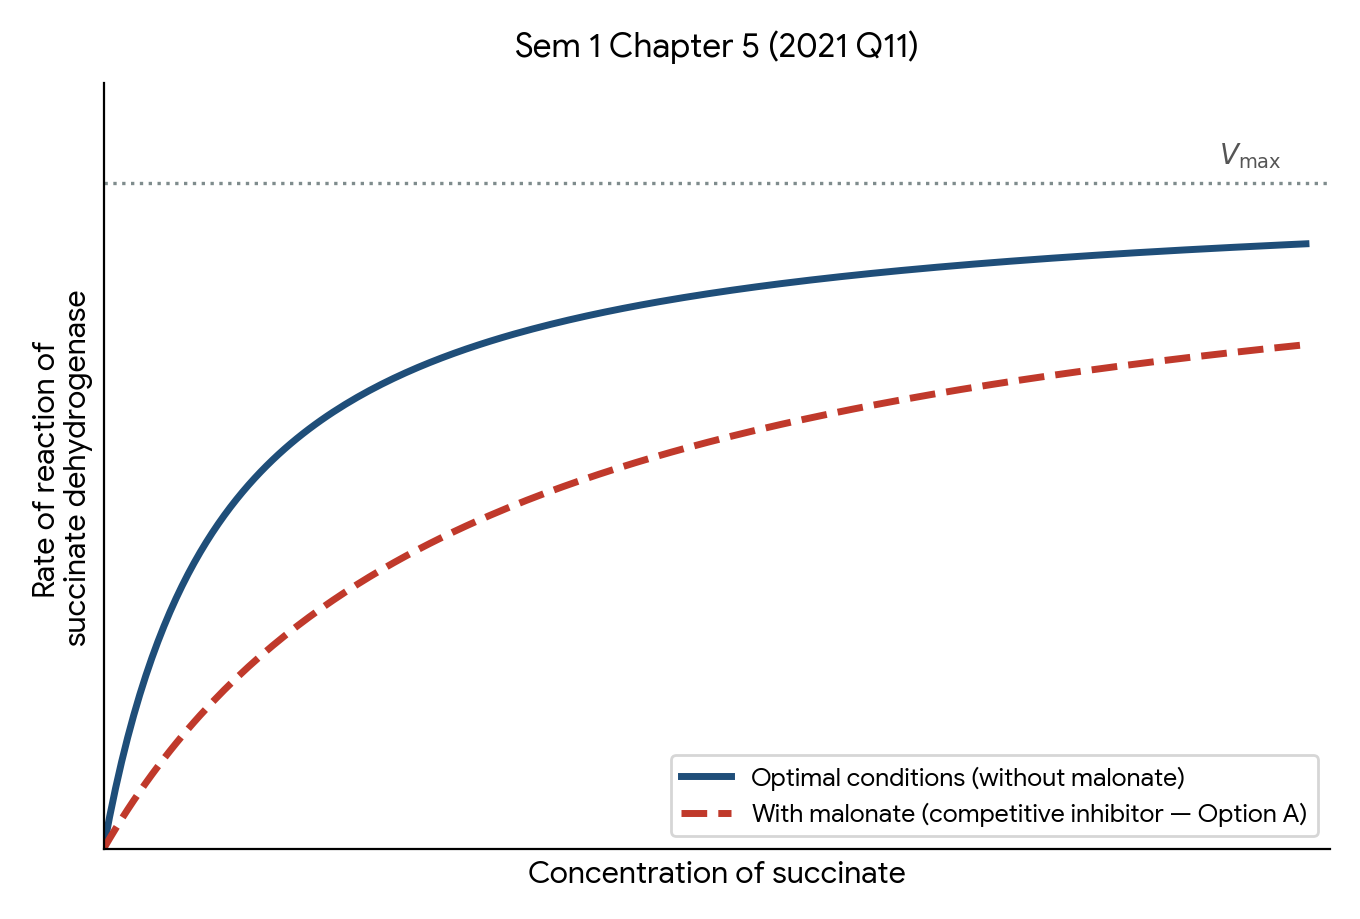 Sem 1 Chapter 5 (2021 Q11)
Vmax
Rate of reaction of
succinate dehydrogenase
Optimal conditions (without malonate)
With malonate (competitive inhibitor — Option A)
Concentration of succinate